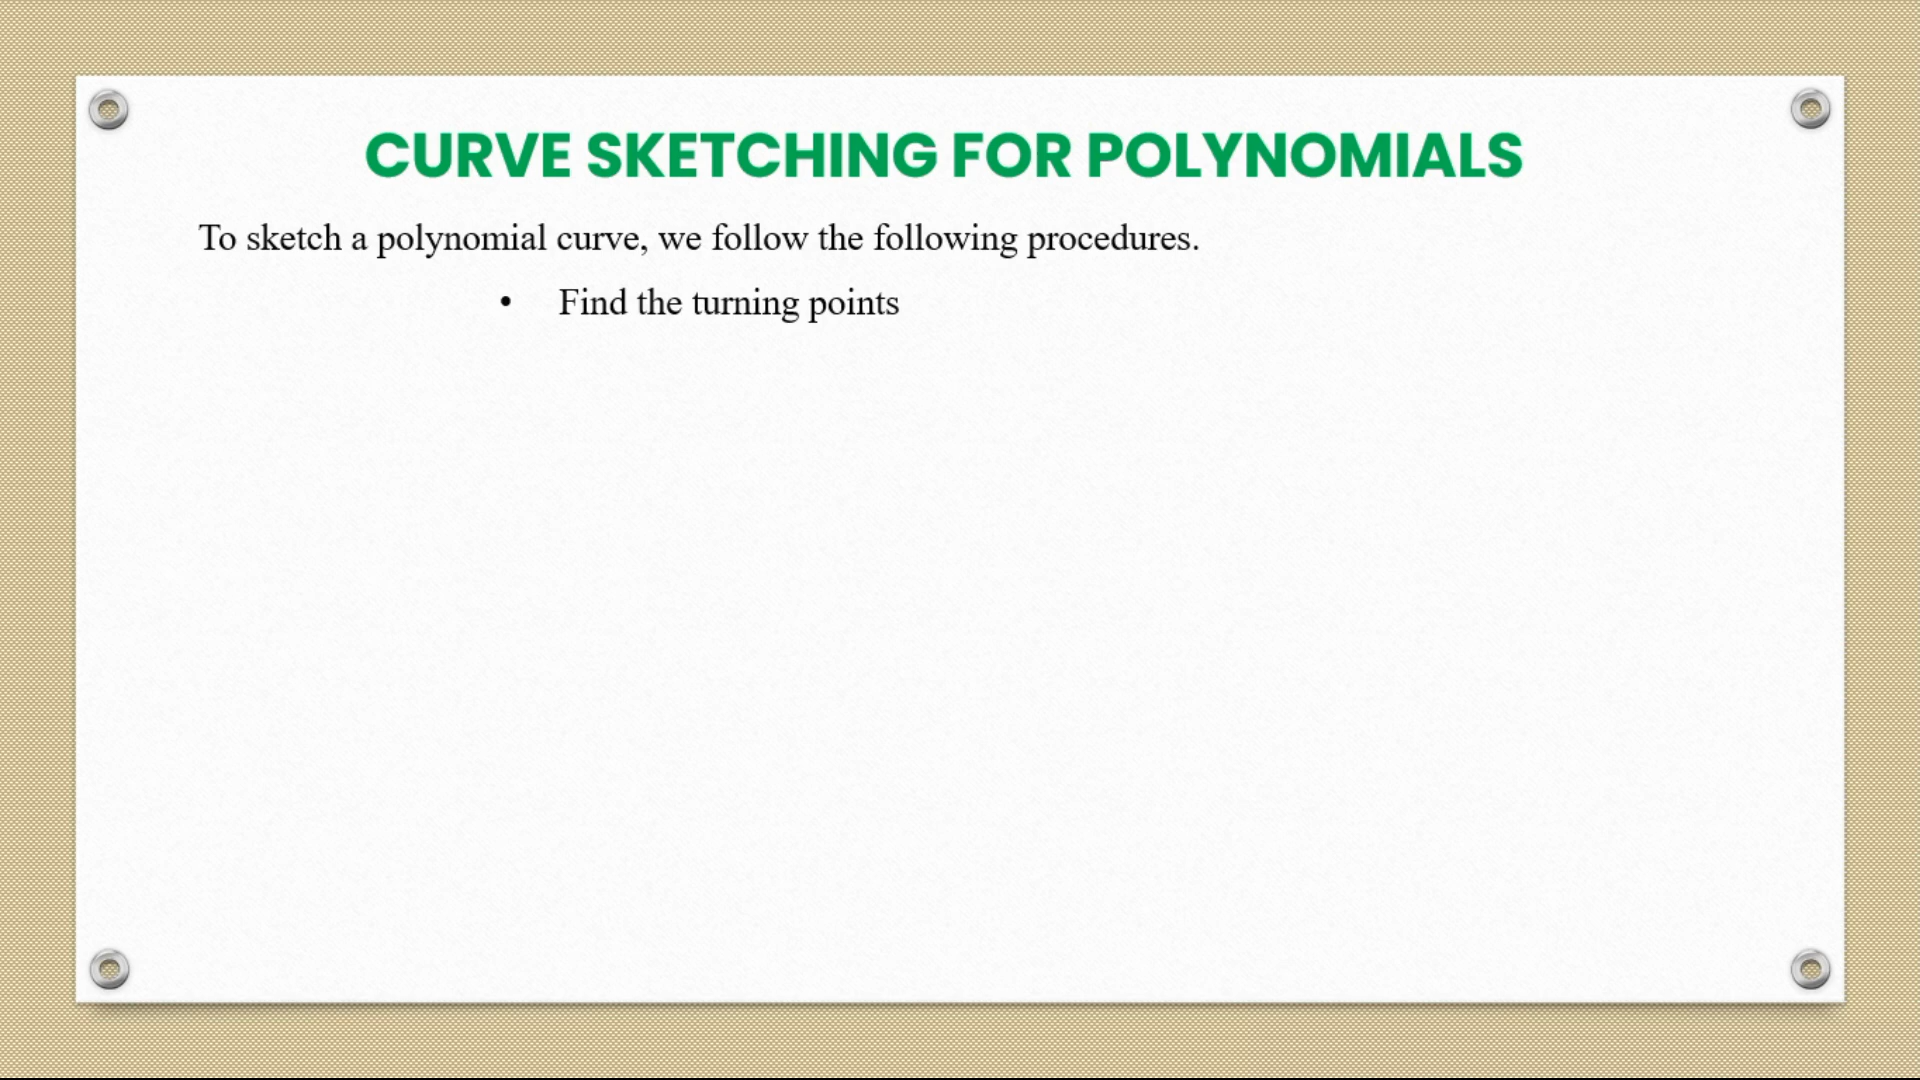 CURVE SKETCHING FOR POLYNOMIALS
To sketch a polynomial curve, we follow the following procedures.
• Find the turning points